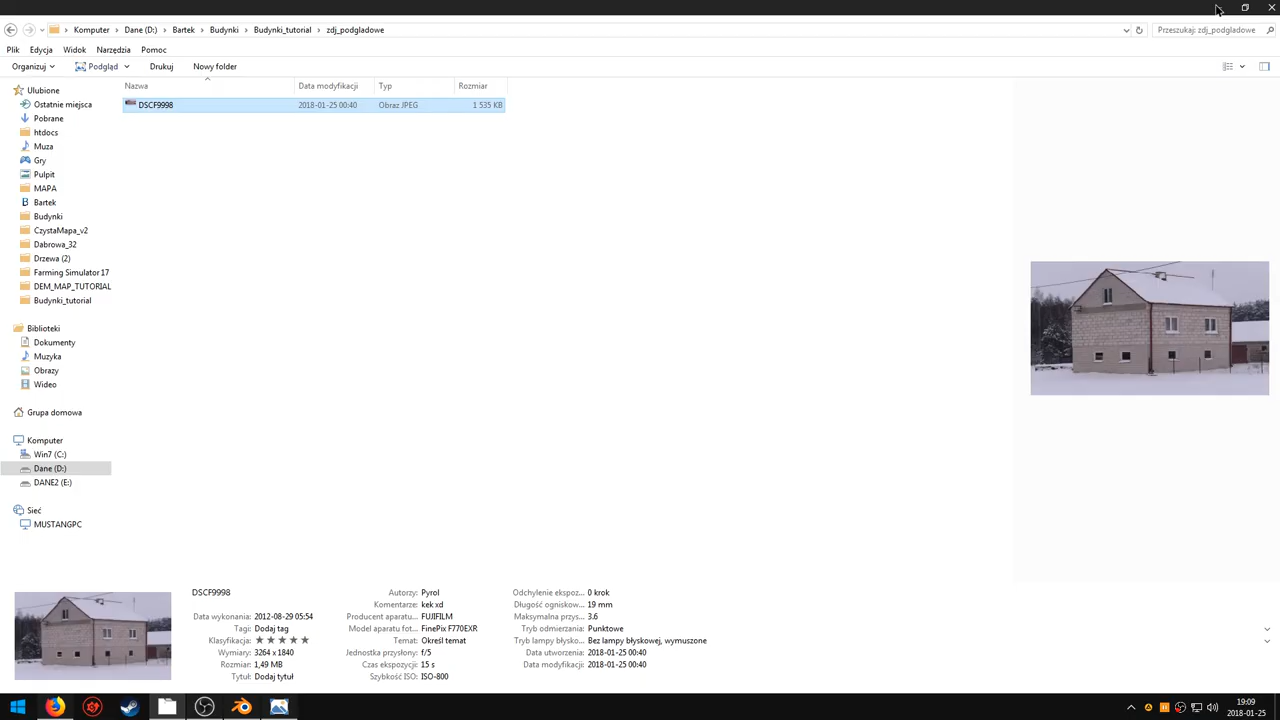 Komputer Dane (D:) Bartek Budynki Budynki_tutorial zdj_podgladowe
Przeszukaj: zdj_podgladowe
Plik Edycja Widok Narzędzia Pomoc
Organizuj Podgląd Drukuj Nowy folder
Nazwa Data modyfikacji Typ Rozmiar
DSCF9998 2018-01-25 00:40 Obraz JPEG 1 535 KB
Ulubione
Ostatnie miejsca
Pobrane
htdocs
Muza
Gry
Pulpit
MAPA
Bartek
Budynki
CzystaMapa_v2
Dabrowa_32
Drzewa (2)
Farming Simulator 17
DEM_MAP_TUTORIAL
Budynki_tutorial
Biblioteki
Dokumenty
Muzyka
Obrazy
Wideo
Grupa domowa
Komputer
Win7 (C:)
Dane (D:)
DANE2 (E:)
Sieć
MUSTANGPC
DSCF9998
Data wykonania: 2012-08-29 05:54
Tagi: Dodaj tag
Klasyfikacja:
Wymiary: 3264 x 1840
Rozmiar: 1,49 MB
Tytuł: Dodaj tytuł
Autorzy: Pyrol
Komentarze: kek xd
Producent aparatu... FUJIFILM
Model aparatu fot... FinePix F770EXR
Temat: Określ temat
Jednostka przysłony: f/5
Czas ekspozycji: 15 s
Szybkość ISO: ISO-800
Odchylenie ekspoz... 0 krok
Długość ogniskow... 19 mm
Maksymalna przys... 3.6
Tryb odmierzania: Punktowe
Tryb lampy błysko... Bez lampy błyskowej, wymuszone
Data utworzenia: 2018-01-25 00:40
Data modyfikacji: 2018-01-25 00:40
19:09
2018-01-25